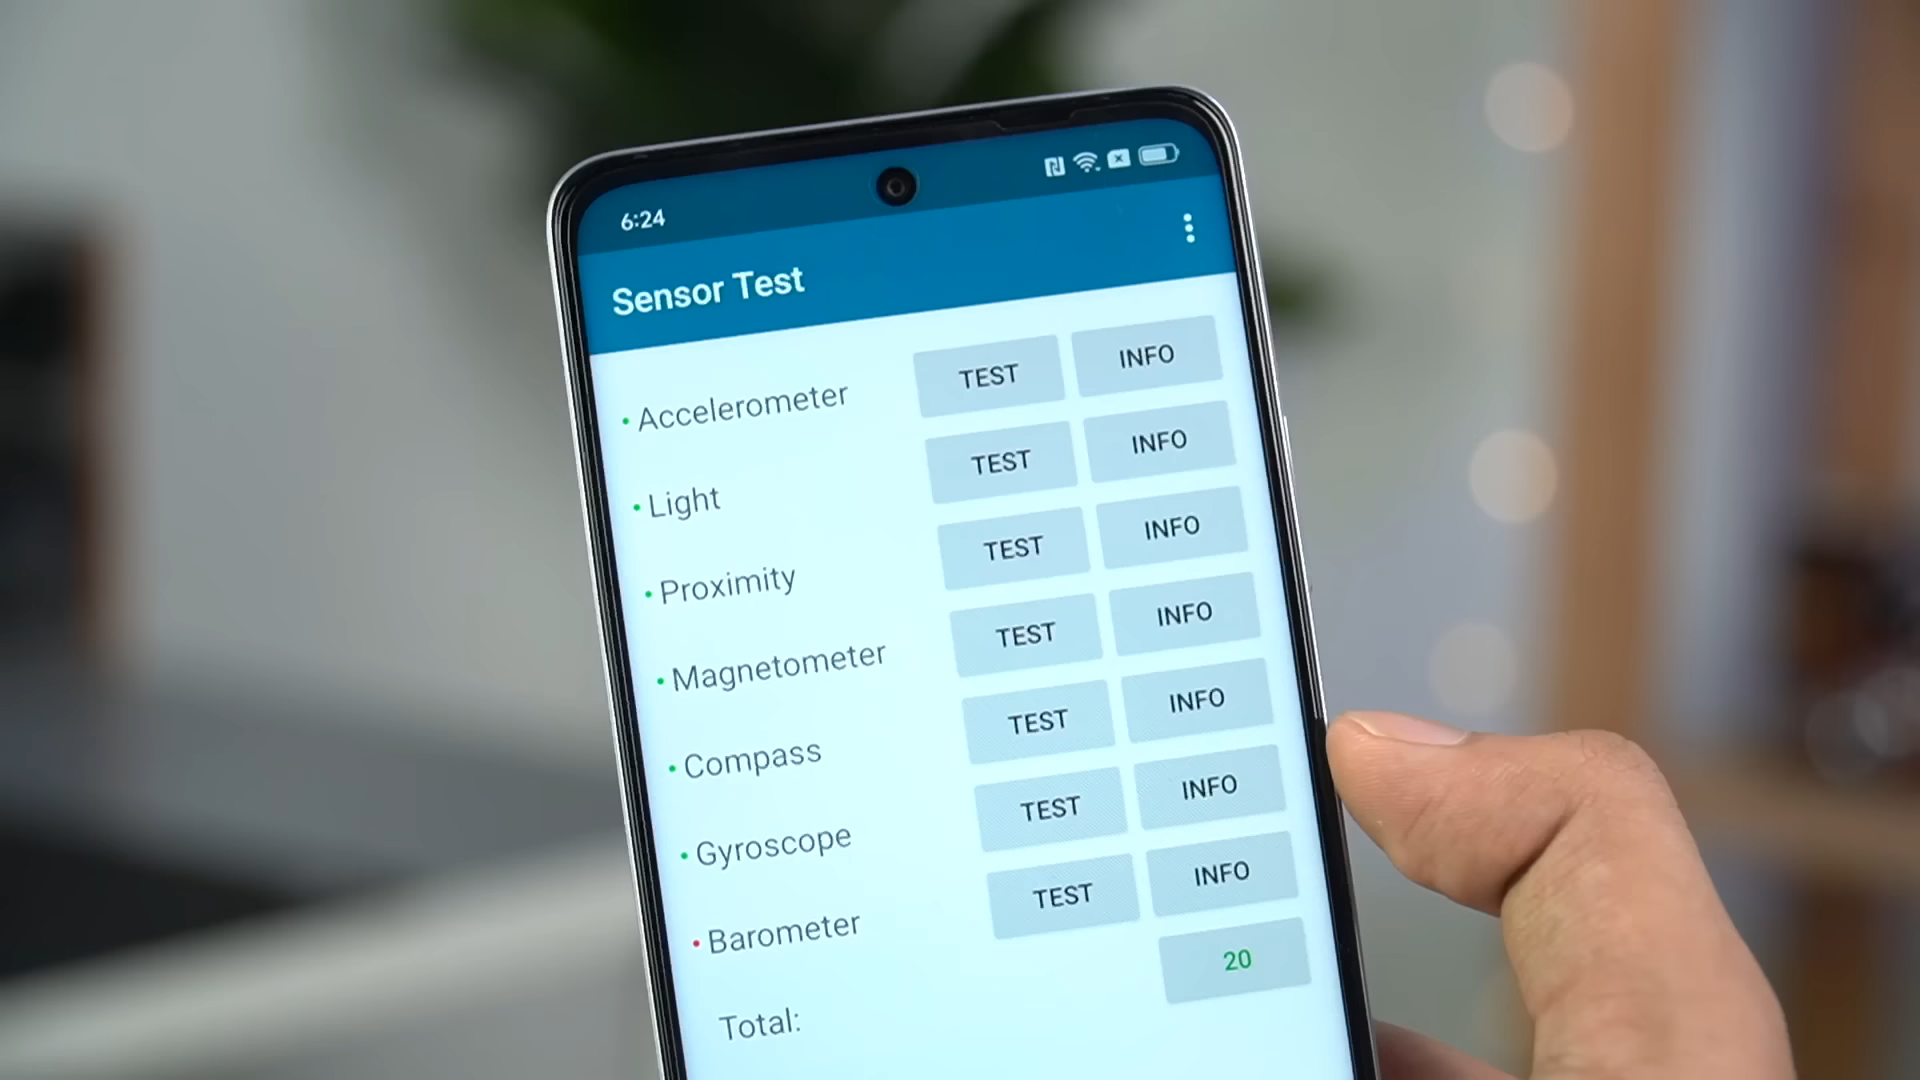 6:24
Sensor Test
• Accelerometer TEST INFO
• Light TEST INFO
• Proximity TEST INFO
• Magnetometer TEST INFO
• Compass TEST INFO
• Gyroscope TEST INFO
• Barometer TEST INFO
Total: 20